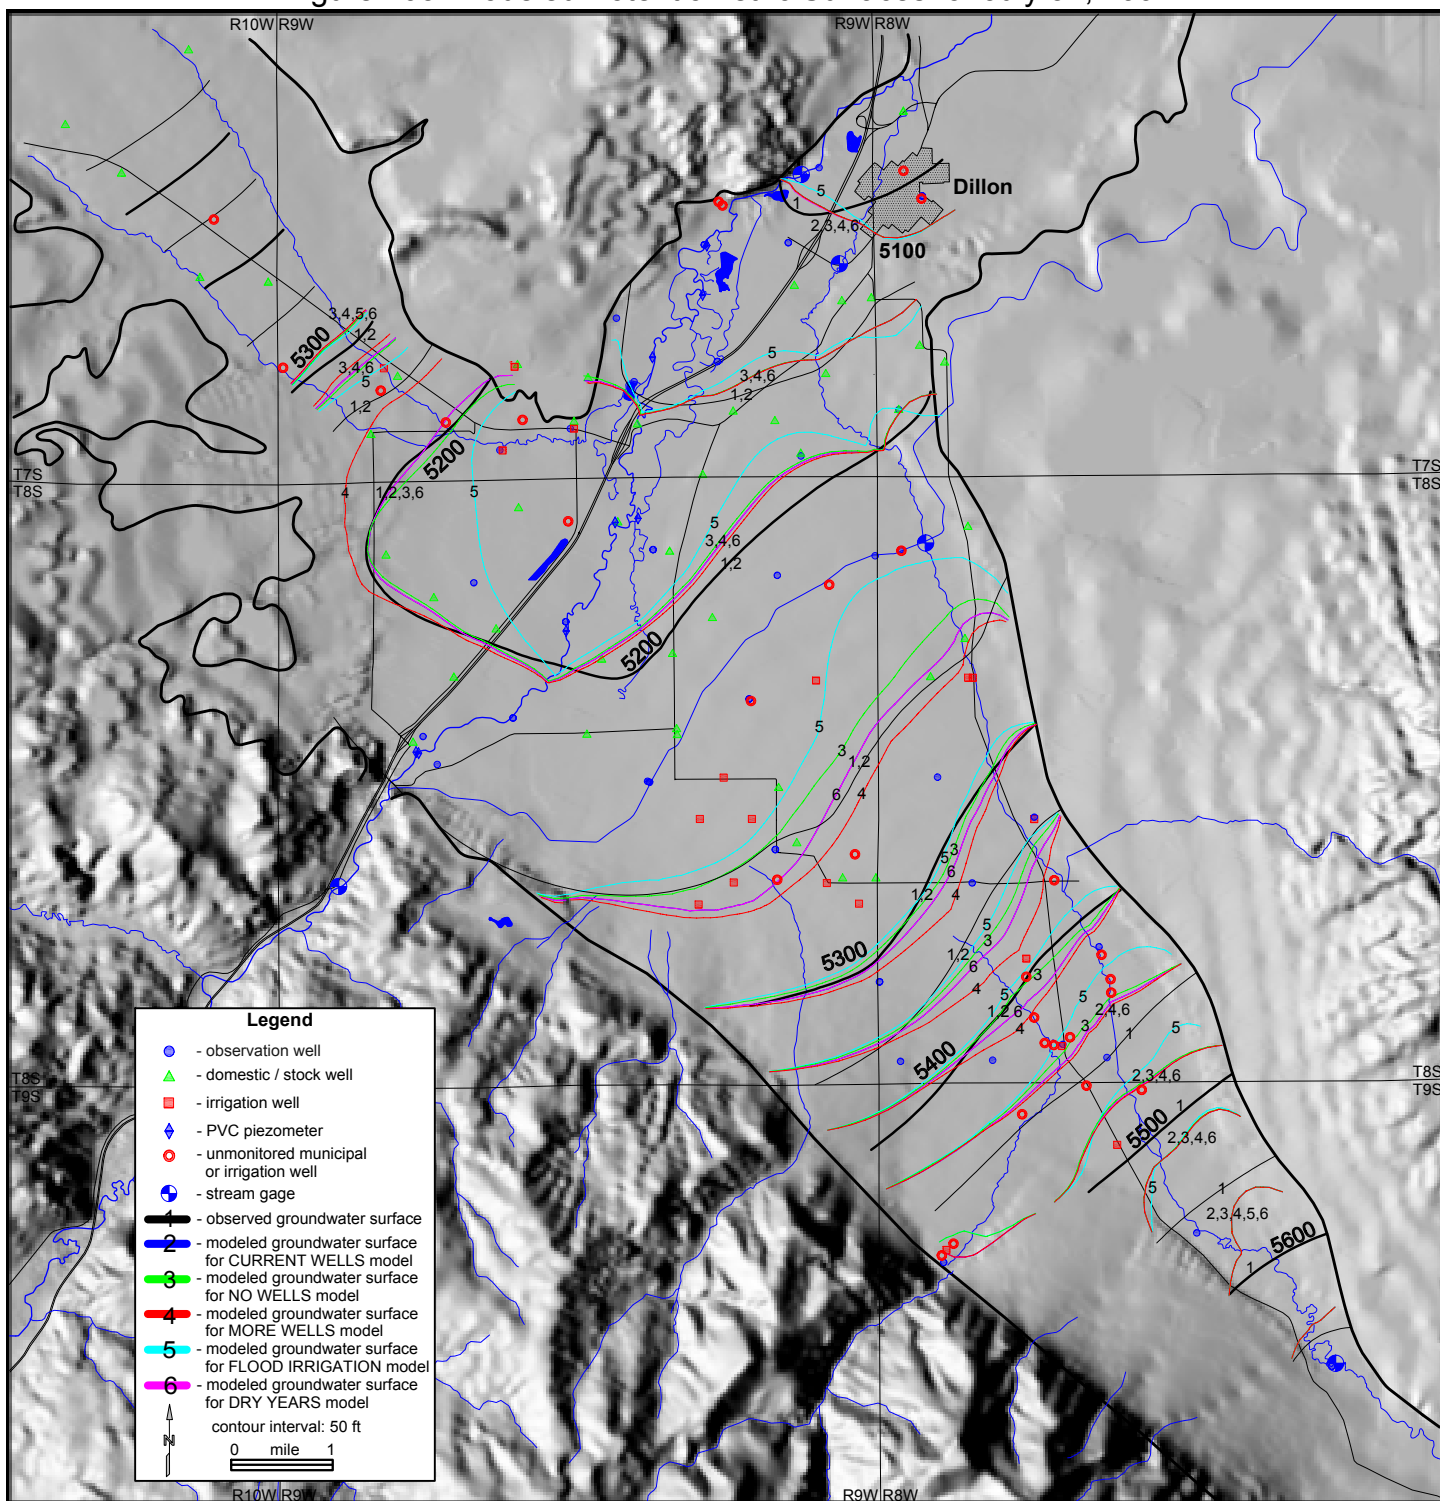 R10W R9W
R9W R8W
Dillon
5
1
2,3,4,6
5100
3,4,5,6
1,2
5300
3,4,6
5
1,2
5
3,4,6
1,2
5200
T7S
T8S
T7S
T8S
4
1,2,3,6
5
5
3,4,6
1,2
5200
5
3
1,2
6
4
3
5
6
1,2
4
5
3
1,2
6
4
5300
3
5
1,2
6
4
5
2,4,6
3
1
5
5400
T8S
T9S
T8S
T9S
2,3,4,6
1
5500
2,3,4,6
5
1
2,3,4,5,6
5600
1
Legend
- observation well
- domestic / stock well
- irrigation well
- PVC piezometer
- unmonitored municipal
or irrigation well
- stream gage
1 - observed groundwater surface
2 - modeled groundwater surface
for CURRENT WELLS model
3 - modeled groundwater surface
for NO WELLS model
4 - modeled groundwater surface
for MORE WELLS model
5 - modeled groundwater surface
for FLOOD IRRIGATION model
6 - modeled groundwater surface
for DRY YEARS model
N
contour interval: 50 ft
0 mile 1
R10W R9W
R9W R8W